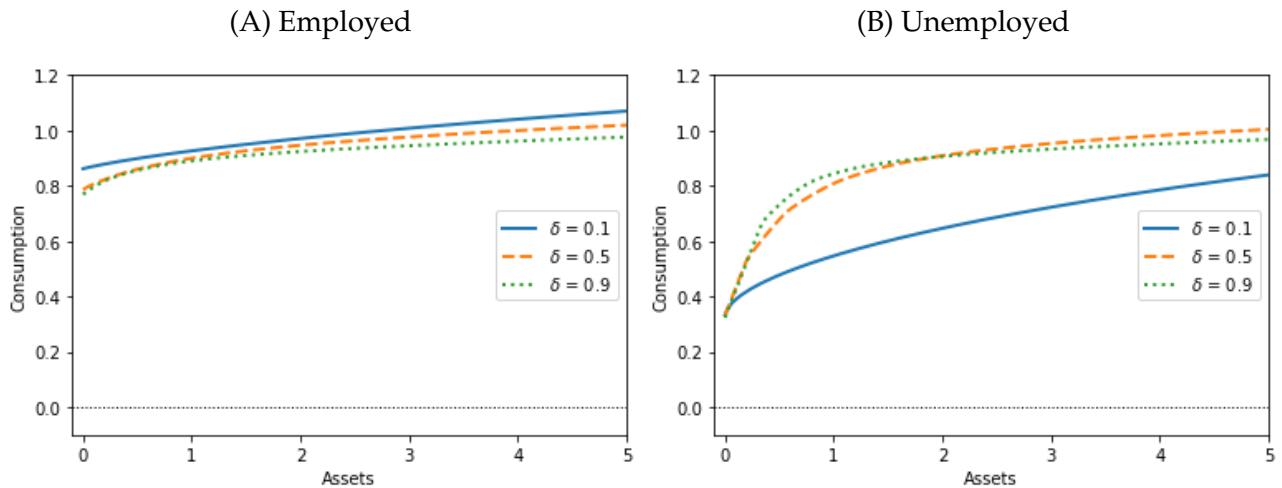 (A) Employed
(B) Unemployed
1.2
1.0
0.8
0.6
0.4
0.2
0.0
Consumption
δ = 0.1
δ = 0.5
δ = 0.9
0 1 2 3 4 5
Assets
1.2
1.0
0.8
0.6
0.4
0.2
0.0
Consumption
δ = 0.1
δ = 0.5
δ = 0.9
0 1 2 3 4 5
Assets